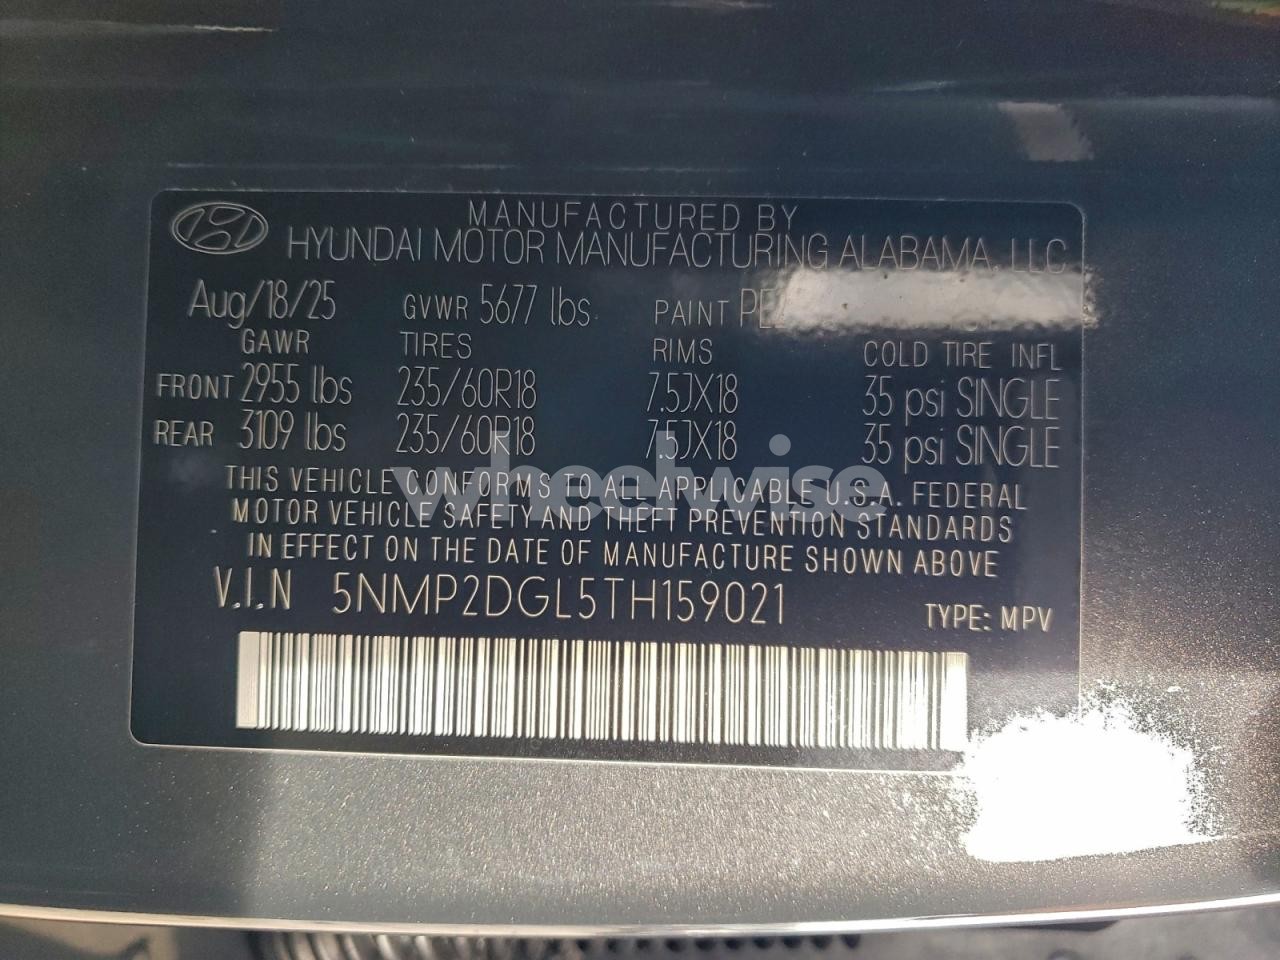 MANUFACTURED BY
HYUNDAI MOTOR MANUFACTURING ALABAMA, LLC
Aug/18/25 GVWR 5677 lbs PAINT
GAWR TIRES RIMS COLD TIRE INFL
FRONT 2955 lbs 235/60R18 7.5JX18 35 psi SINGLE
REAR 3109 lbs 235/60R18 7.5JX18 35 psi SINGLE
wheelwise
THIS VEHICLE CONFORMS TO ALL APPLICABLE U.S.A. FEDERAL
MOTOR VEHICLE SAFETY AND THEFT PREVENTION STANDARDS
IN EFFECT ON THE DATE OF MANUFACTURE SHOWN ABOVE
V.I.N 5NMP2DGL5TH159021 TYPE: MPV